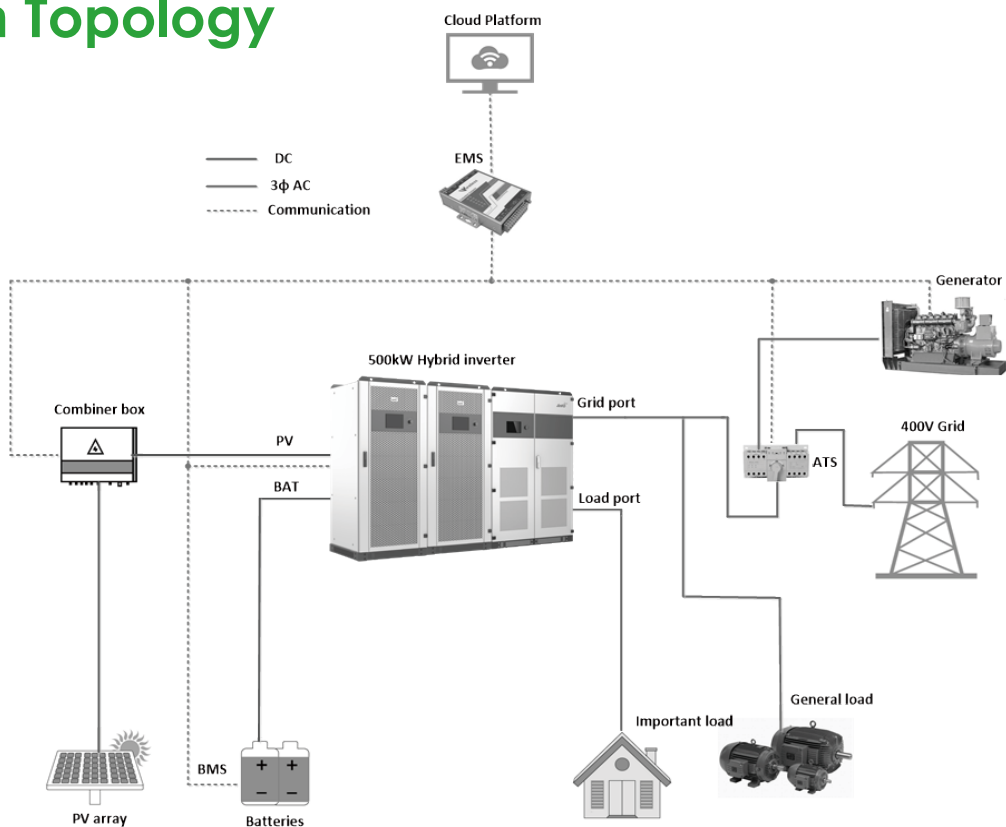 n Topology
Cloud Platform
DC
3ϕ AC
Communication
EMS
Generator
500kW Hybrid inverter
Combiner box
Grid port
400V Grid
PV
ATS
BAT
Load port
General load
Important load
BMS
PV array
Batteries